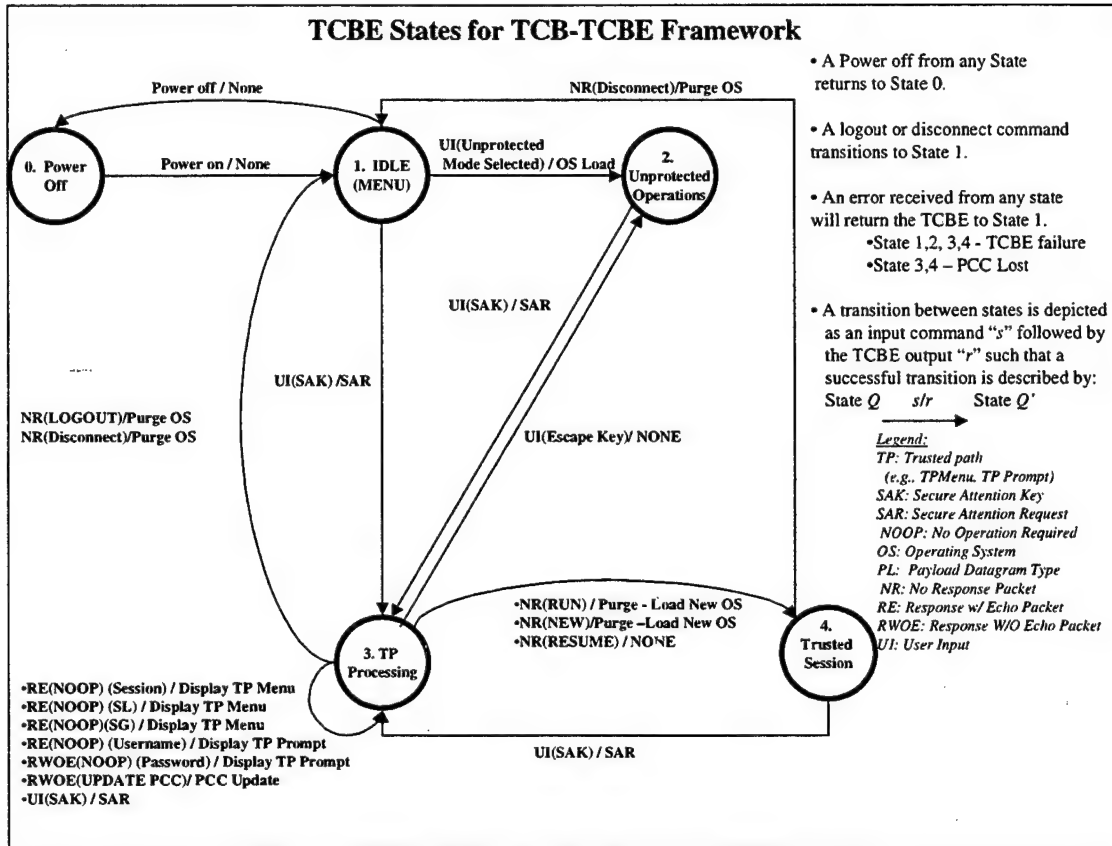 TCBE States for TCB-TCBE Framework
Power off / None
NR(Disconnect)/Purge OS
0. Power
Off
Power on / None
1. IDLE
(MENU)
UI(Unprotected
Mode Selected) / OS Load
2.
Unprotected
Operations
UI(SAK) / SAR
UI(SAK) /SAR
UI(Escape Key)/ NONE
NR(LOGOUT)/Purge OS
NR(Disconnect)/Purge OS
•NR(RUN) / Purge - Load New OS
•NR(NEW)/Purge –Load New OS
•NR(RESUME) / NONE
3. TP
Processing
4.
Trusted
Session
•RE(NOOP) (Session) / Display TP Menu
•RE(NOOP) (SL) / Display TP Menu
•RE(NOOP)(SG) / Display TP Menu
•RE(NOOP) (Username) / Display TP Prompt
•RWOE(NOOP) (Password) / Display TP Prompt
•RWOE(UPDATE PCC)/ PCC Update
•UI(SAK) / SAR
UI(SAK) / SAR
• A Power off from any State
returns to State 0.
• A logout or disconnect command
transitions to State 1.
• An error received from any state
will return the TCBE to State 1.
•State 1,2, 3,4 - TCBE failure
•State 3,4 – PCC Lost
• A transition between states is depicted
as an input command “s” followed by
the TCBE output “r” such that a
successful transition is described by:
State Q s/r State Q'
Legend:
TP: Trusted path
(e.g., TPMenu, TP Prompt)
SAK: Secure Attention Key
SAR: Secure Attention Request
NOOP: No Operation Required
OS: Operating System
PL: Payload Datagram Type
NR: No Response Packet
RE: Response w/ Echo Packet
RWOE: Response W/O Echo Packet
UI: User Input